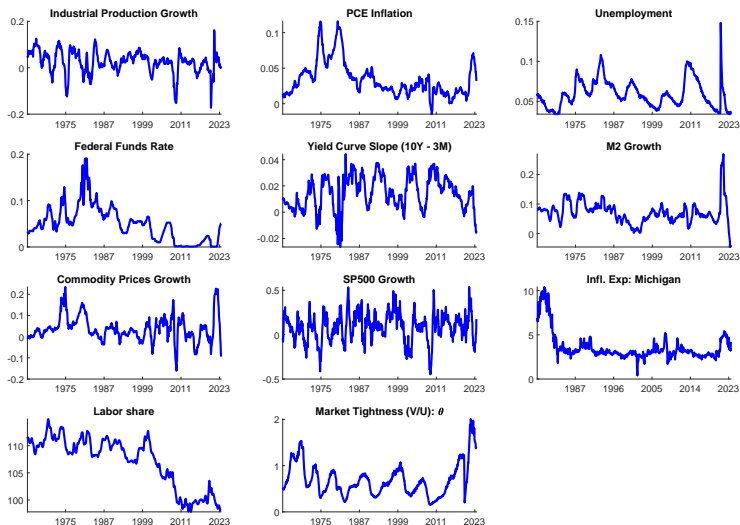 Industrial Production Growth
0.2
0
-0.2
1975 1987 1999 2011 2023
PCE Inflation
0.1
0.05
0
1975 1987 1999 2011 2023
Unemployment
0.15
0.1
0.05
1975 1987 1999 2011 2023
Federal Funds Rate
0.2
0.1
0
1975 1987 1999 2011 2023
Yield Curve Slope (10Y - 3M)
0.04
0.02
0
-0.02
1975 1987 1999 2011 2023
M2 Growth
0.2
0.1
0
1975 1987 1999 2011 2023
Commodity Prices Growth
0.2
0.1
0
-0.1
-0.2
1975 1987 1999 2011 2023
SP500 Growth
0.5
0
-0.5
1975 1987 1999 2011 2023
Infl. Exp: Michigan
10
5
0
1987 1996 2005 2014 2023
Labor share
110
105
100
1975 1987 1999 2011 2023
Market Tightness (V/U): θ
2
1
0
1975 1987 1999 2011 2023